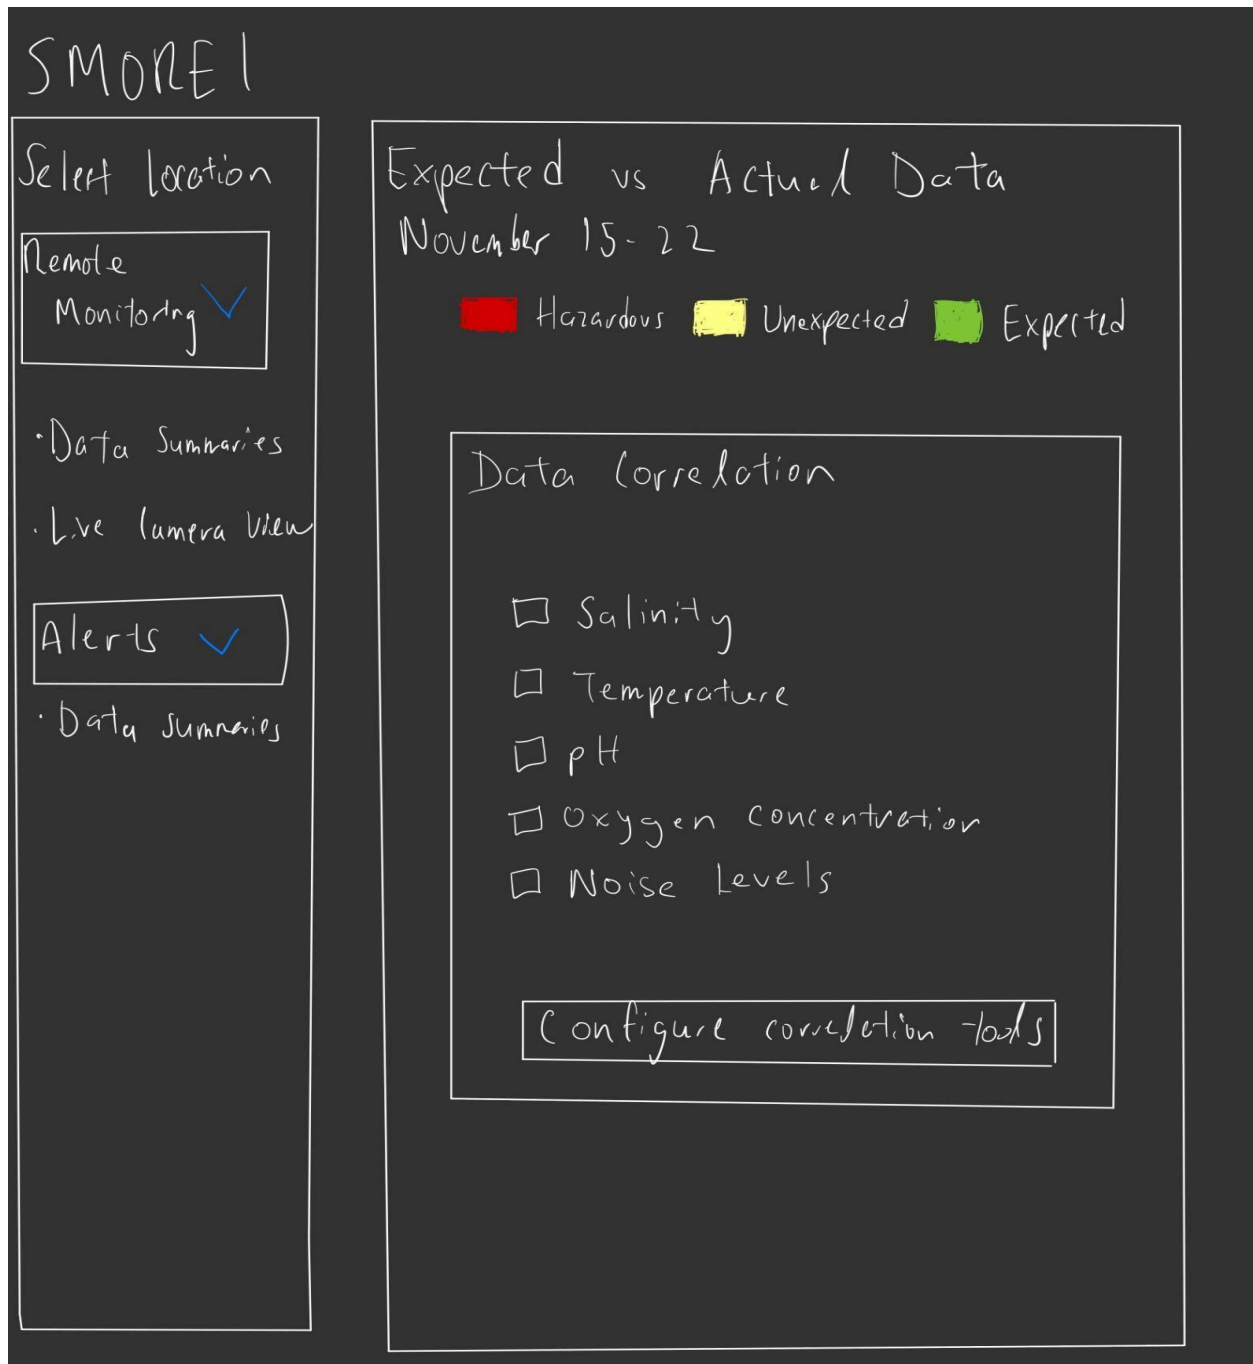 SMORE1
Select location
Remote
Monitoring
· Data Summaries
· Live Camera View
Alerts
· Data summaries
Expected vs Actual Data
November 15-22
Hazardous Unexpected Expected
Data Correlation
Salinity
Temperature
pH
Oxygen concentration
Noise Levels
Configure correlation tools